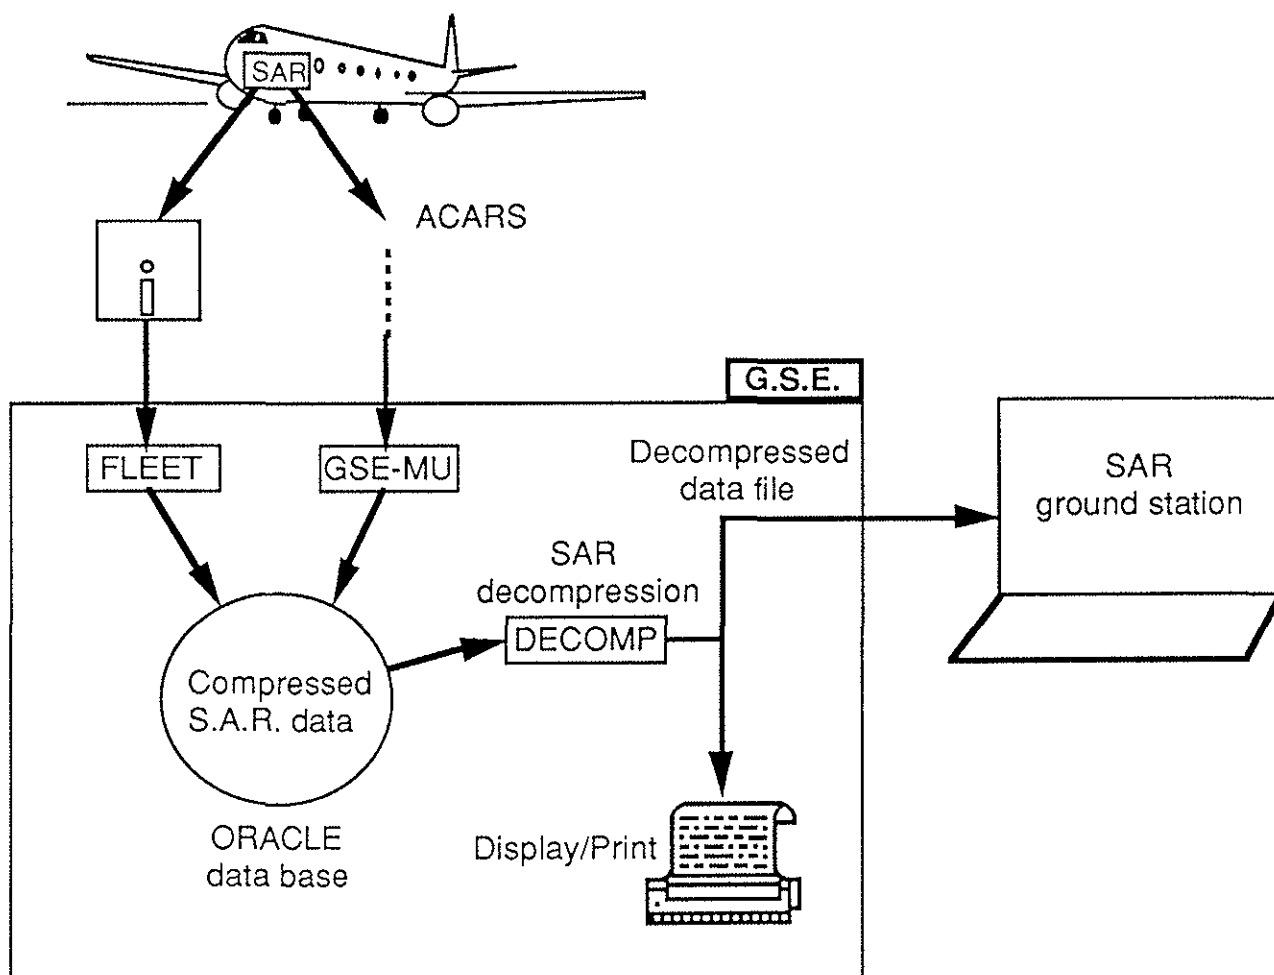 SAR
ACARS
G.S.E.
FLEET
GSE-MU
Decompressed
data file
SAR
ground station
SAR
decompression
DECOMP
Compressed
S.A.R. data
ORACLE
data base
Display/Print